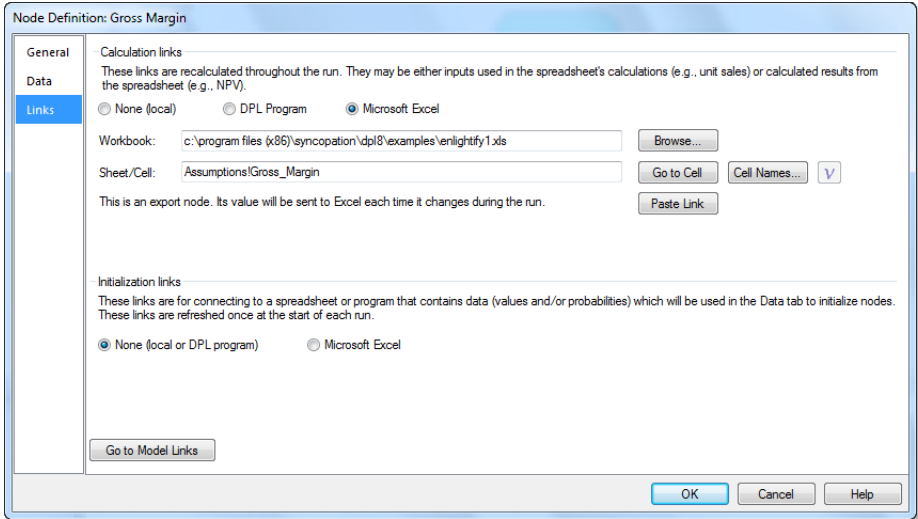 Node Definition: Gross Margin
General
Data
Links
Calculation links
These links are recalculated throughout the run. They may be either inputs used in the spreadsheet's calculations (e.g., unit sales) or calculated results from
the spreadsheet (e.g., NPV).
None (local) DPL Program Microsoft Excel
Workbook: c:\program files (x86)\syncopation\dpl8\examples\enlightify1.xls Browse...
Sheet/Cell: Assumptions!Gross_Margin Go to Cell Cell Names... v
This is an export node. Its value will be sent to Excel each time it changes during the run. Paste Link
Initialization links
These links are for connecting to a spreadsheet or program that contains data (values and/or probabilities) which will be used in the Data tab to initialize nodes.
These links are refreshed once at the start of each run.
None (local or DPL program) Microsoft Excel
Go to Model Links
OK Cancel Help